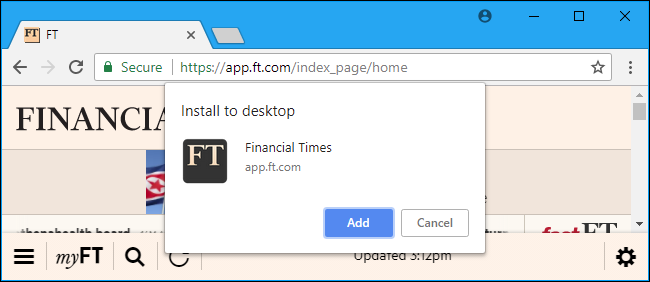 FT
Secure https://app.ft.com/index_page/home
FINANCIA
Install to desktop
FT
Financial Times
app.ft.com
Add
Cancel
fastFT
myFT
Updated 3:12pm